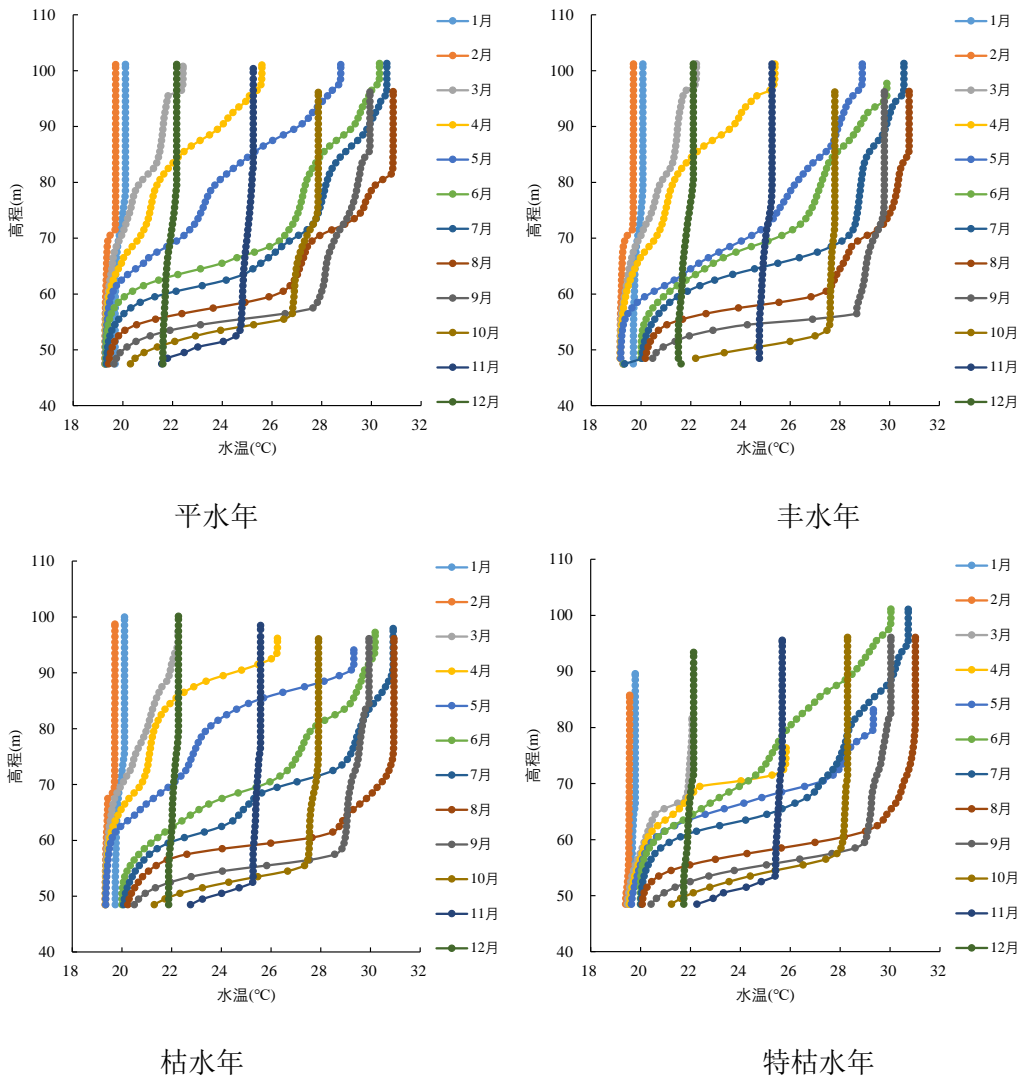 110
100
90
80
70
60
50
40
高程(m)
18 20 22 24 26 28 30 32
水温(℃)
1月
2月
3月
4月
5月
6月
7月
8月
9月
10月
11月
12月
平水年
110
100
90
80
70
60
50
40
高程(m)
18 20 22 24 26 28 30 32
水温(℃)
1月
2月
3月
4月
5月
6月
7月
8月
9月
10月
11月
12月
丰水年
110
100
90
80
70
60
50
40
高程(m)
18 20 22 24 26 28 30 32
水温(℃)
1月
2月
3月
4月
5月
6月
7月
8月
9月
10月
11月
12月
枯水年
110
100
90
80
70
60
50
40
高程(m)
18 20 22 24 26 28 30 32
水温(℃)
1月
2月
3月
4月
5月
6月
7月
8月
9月
10月
11月
12月
特枯水年